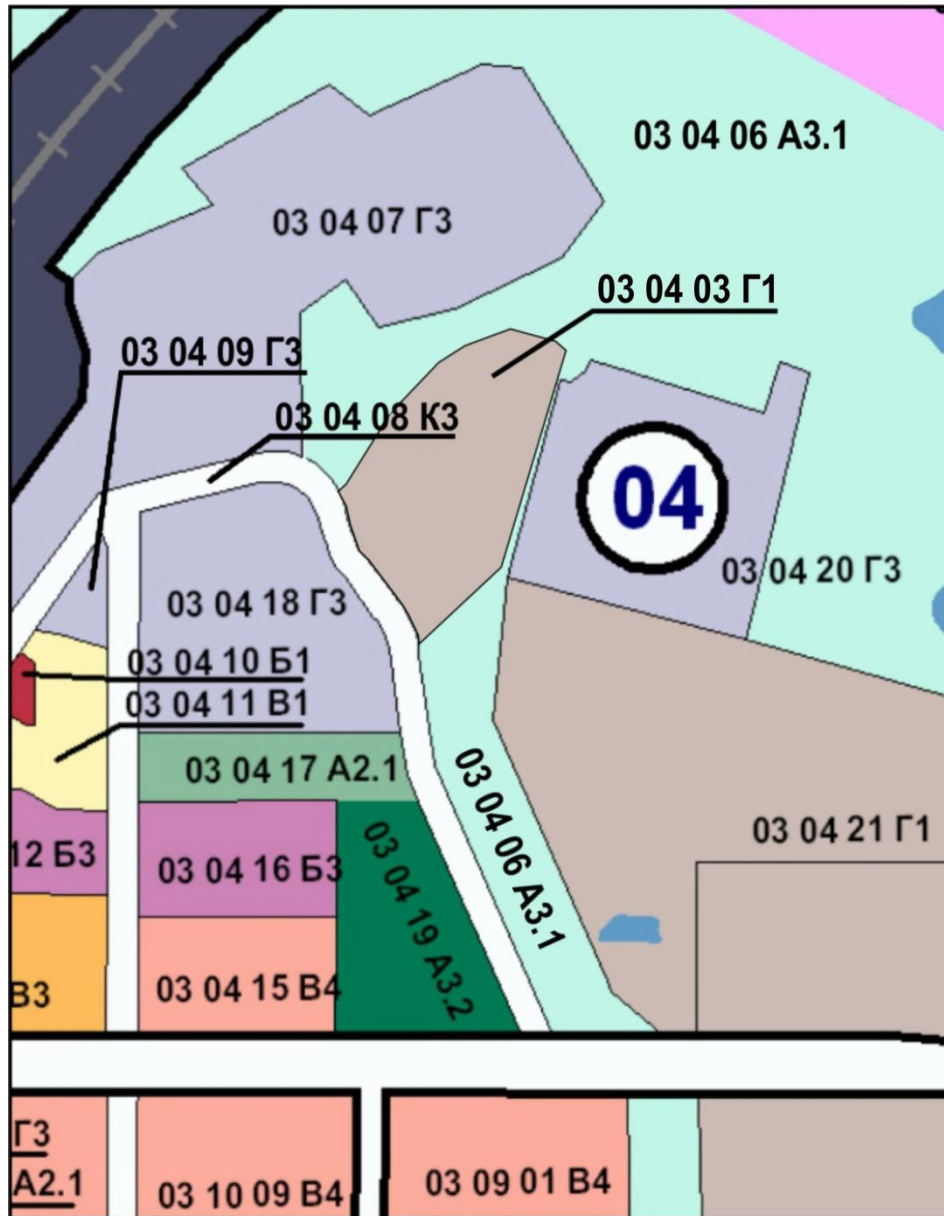 03 04 06 А3.1
03 04 07 Г3
03 04 03 Г1
03 04 09 Г3
03 04 08 К3
04
03 04 20 Г3
03 04 18 Г3
03 04 10 Б1
03 04 11 В1
03 04 17 А2.1
03 04 06 А3.1
03 04 21 Г1
12 Б3
03 04 16 Б3
03 04 19 А3.2
В3
03 04 15 В4
Г3
А2.1
03 10 09 В4
03 09 01 В4